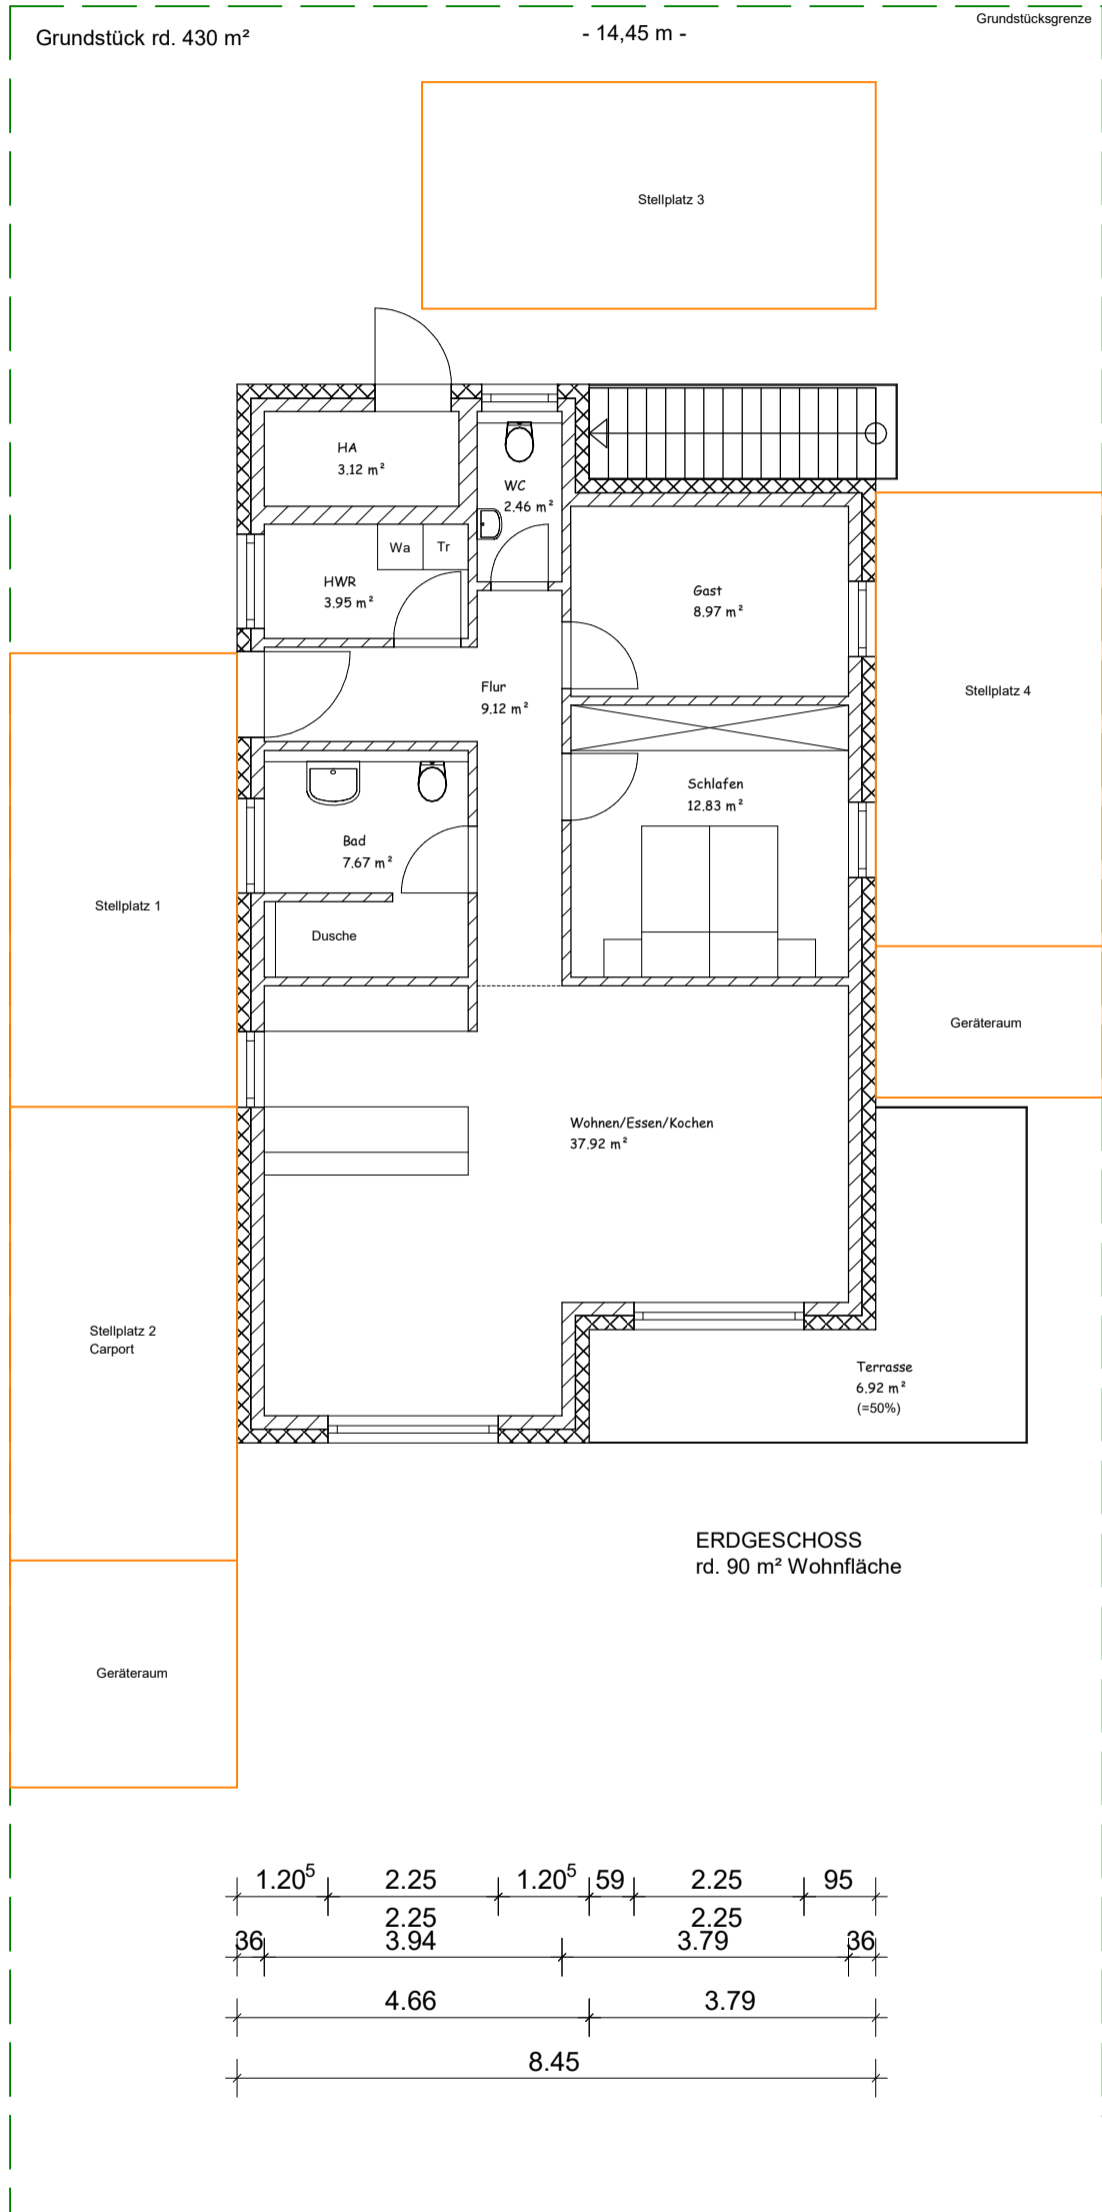 Grundstücksgrenze
Grundstück rd. 430 m²
- 14,45 m -
Stellplatz 3
HA
3.12 m²
WC
2.46 m²
Wa
Tr
HWR
3.95 m²
Gast
8.97 m²
Flur
9.12 m²
Stellplatz 4
Schlafen
12.83 m²
Bad
7.67 m²
Stellplatz 1
Dusche
Geräteraum
Wohnen/Essen/Kochen
37.92 m²
Stellplatz 2
Carport
Terrasse
6.92 m²
(=50%)
ERDGESCHOSS
rd. 90 m² Wohnfläche
Geräteraum
1.20⁵ 2.25 1.20⁵ 59 2.25 95
2.25 2.25
36 3.94 3.79 36
4.66 3.79
8.45